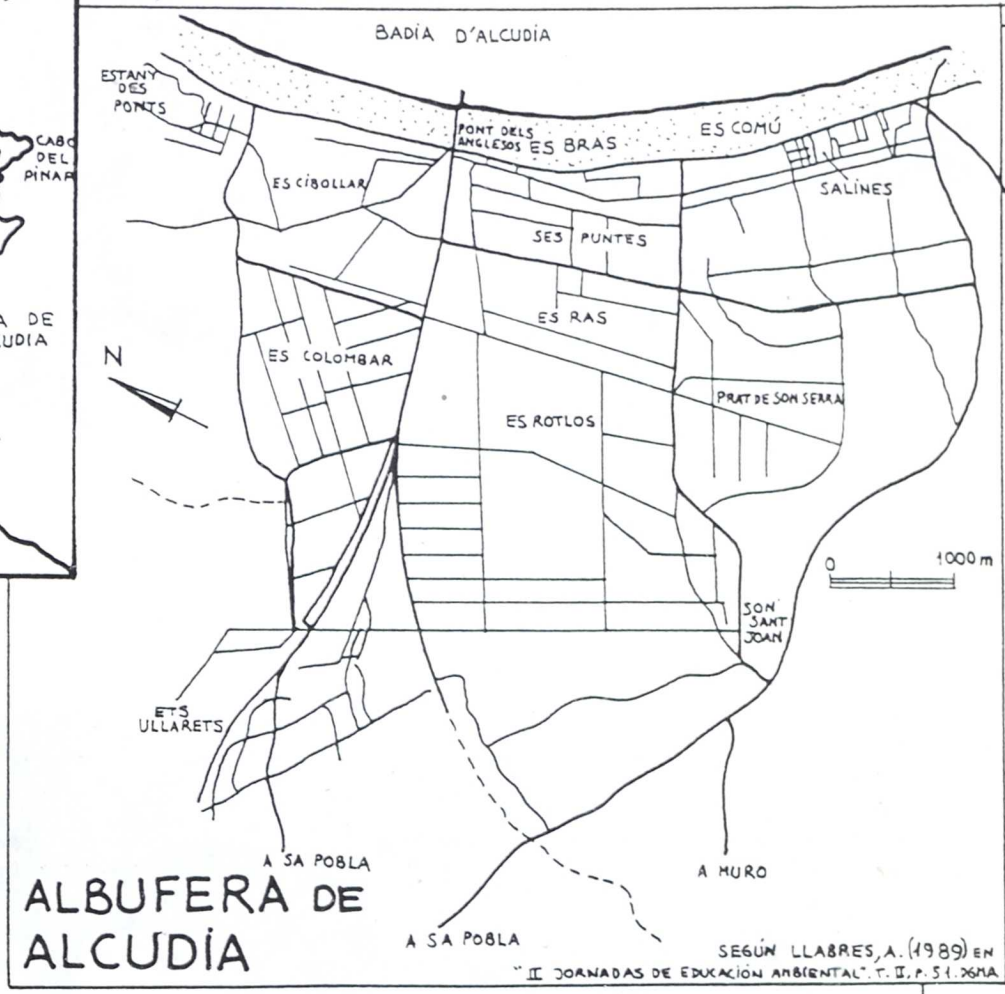 BADÍA D'ALCUDIA
ESTANY
DES
PONTS
CABO
DEL
PINAR
PONT DELS
ANGLESOS
ES BRAS
ES COMÚ
ES CIBOLLAR
SALINES
SES PUNTES
A DE
UDIA
ES RAS
N
ES COLOMBAR
PRAT DE SON SERRA
ES ROTLOS
0
1000 m
SON
SANT
JOAN
ETS
ULLARETS
A SA POBLA
A MURO
ALBUFERA DE
ALCUDÍA
A SA POBLA
SEGÚN LLABRES, A. (1989) EN
"II JORNADAS DE EDUCACIÓN AMBIENTAL". T. II, P. 51. DGMA